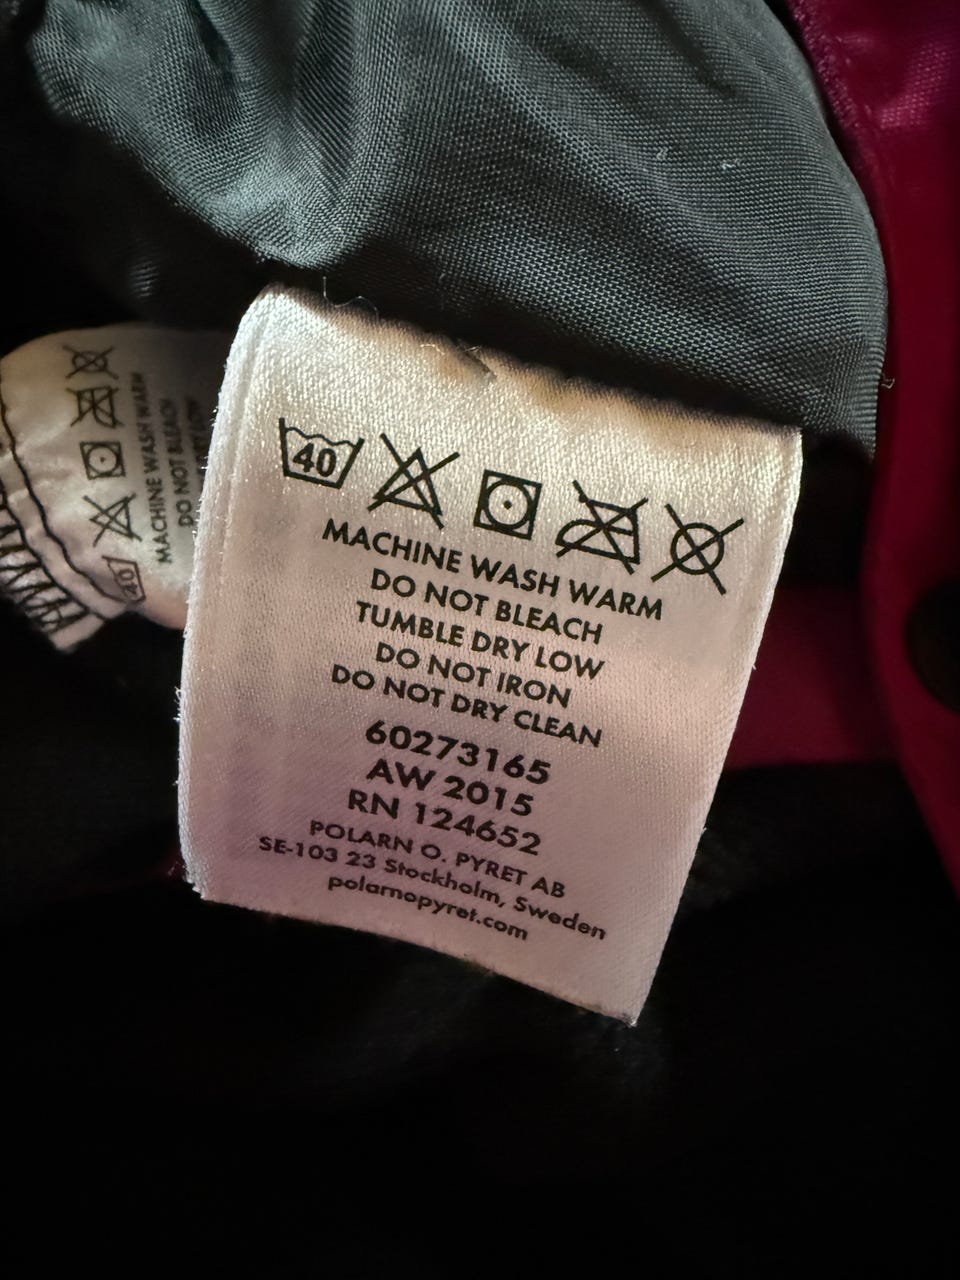 40
MACHINE WASH WARM
DO NOT BLEACH
TUMBLE DRY LOW
DO NOT IRON
DO NOT DRY CLEAN
60273165
AW 2015
RN 124652
POLARN O. PYRET AB
SE-103 23 Stockholm, Sweden
polarnopyret.com
40
MACHINE WASH WARM
DO NOT BLEACH